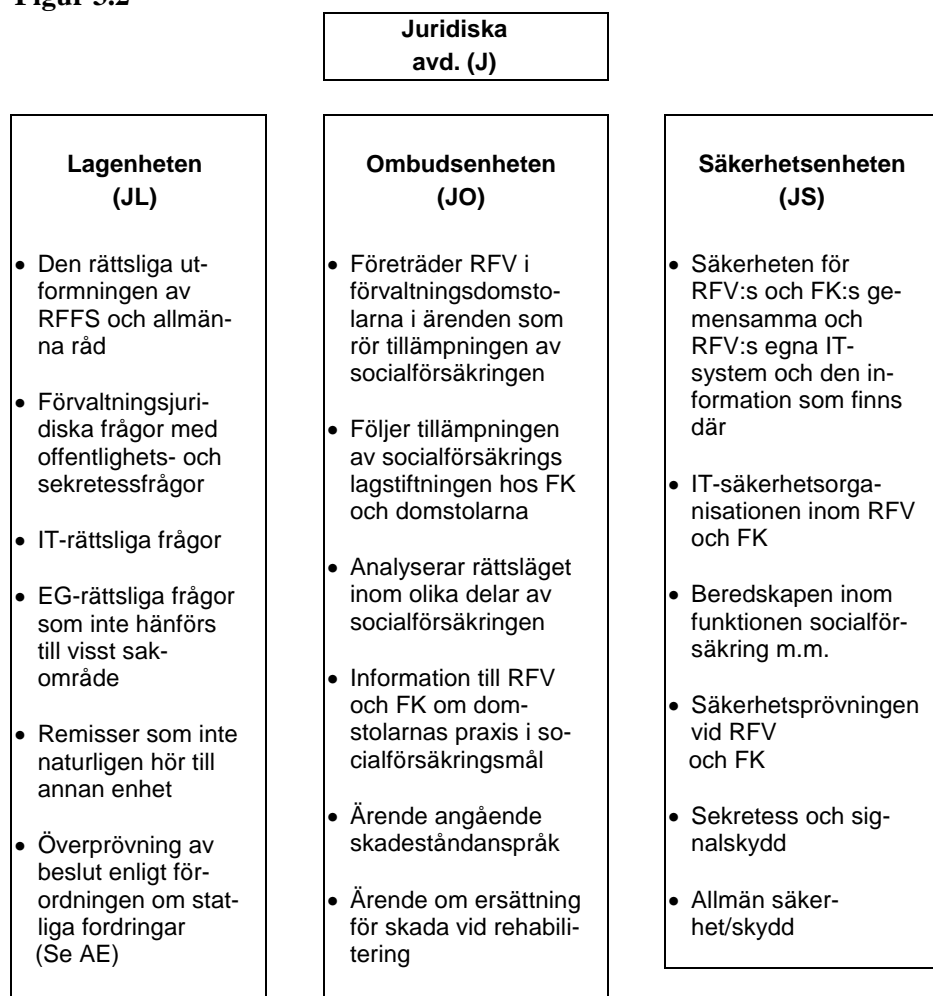 Figur 3.2
Juridiska
avd. (J)
Lagenheten
(JL)
• Den rättsliga ut-
formningen av
RFFS och allmän-
na råd
• Förvaltningsjuri-
diska frågor med
offentlighets- och
sekretessfrågor
• IT-rättsliga frågor
• EG-rättsliga frågor
som inte hänförs
till visst sak-
område
• Remisser som inte
naturligen hör till
annan enhet
• Överprövning av
beslut enligt för-
ordningen om stat-
liga fordringar
(Se AE)
Ombudsenheten
(JO)
• Företräder RFV i
förvaltningsdomsto-
larna i ärenden som
rör tillämpningen av
socialförsäkringen
• Följer tillämpningen
av socialförsäkrings
lagstiftningen hos FK
och domstolarna
• Analyserar rättsläget
inom olika delar av
socialförsäkringen
• Information till RFV
och FK om dom-
stolarnas praxis i so-
cialförsäkringsmål
• Ärende angående
skadeståndanspråk
• Ärende om ersättning
för skada vid rehabili-
tering
Säkerhetsenheten
(JS)
• Säkerheten för
RFV:s och FK:s ge-
mensamma och
RFV:s egna IT-
system och den in-
formation som finns
där
• IT-säkerhetsorga-
nisationen inom RFV
och FK
• Beredskapen inom
funktionen socialför-
säkring m.m.
• Säkerhetsprövningen
vid RFV
och FK
• Sekretess och sig-
nalskydd
• Allmän säker-
het/skydd